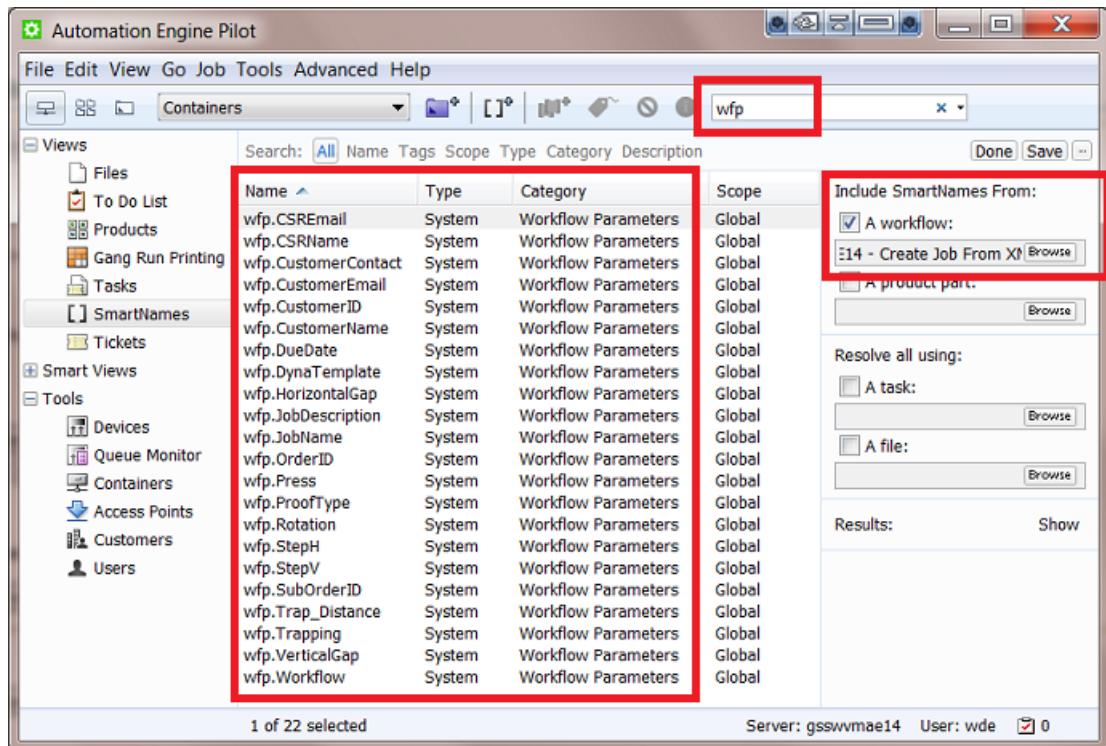 Automation Engine Pilot
File Edit View Go Job Tools Advanced Help
Containers
wfp
Views
Files
To Do List
Products
Gang Run Printing
Tasks
[ ] SmartNames
Tickets
Smart Views
Tools
Devices
Queue Monitor
Containers
Access Points
Customers
Users
Search: All Name Tags Scope Type Category Description
Done Save
Name Type Category Scope
wfp.CSREmail System Workflow Parameters Global
wfp.CSRName System Workflow Parameters Global
wfp.CustomerContact System Workflow Parameters Global
wfp.CustomerEmail System Workflow Parameters Global
wfp.CustomerID System Workflow Parameters Global
wfp.CustomerName System Workflow Parameters Global
wfp.DueDate System Workflow Parameters Global
wfp.DynaTemplate System Workflow Parameters Global
wfp.HorizontalGap System Workflow Parameters Global
wfp.JobDescription System Workflow Parameters Global
wfp.JobName System Workflow Parameters Global
wfp.OrderID System Workflow Parameters Global
wfp.Press System Workflow Parameters Global
wfp.ProofType System Workflow Parameters Global
wfp.Rotation System Workflow Parameters Global
wfp.StepH System Workflow Parameters Global
wfp.StepV System Workflow Parameters Global
wfp.SubOrderID System Workflow Parameters Global
wfp.Trap_Distance System Workflow Parameters Global
wfp.Trapping System Workflow Parameters Global
wfp.VerticalGap System Workflow Parameters Global
wfp.Workflow System Workflow Parameters Global
Include SmartNames From:
A workflow:
E14 - Create Job From XM Browse
A product part:
Browse
Resolve all using:
A task:
Browse
A file:
Browse
Results: Show
1 of 22 selected
Server: gsswvmae14 User: wde 0